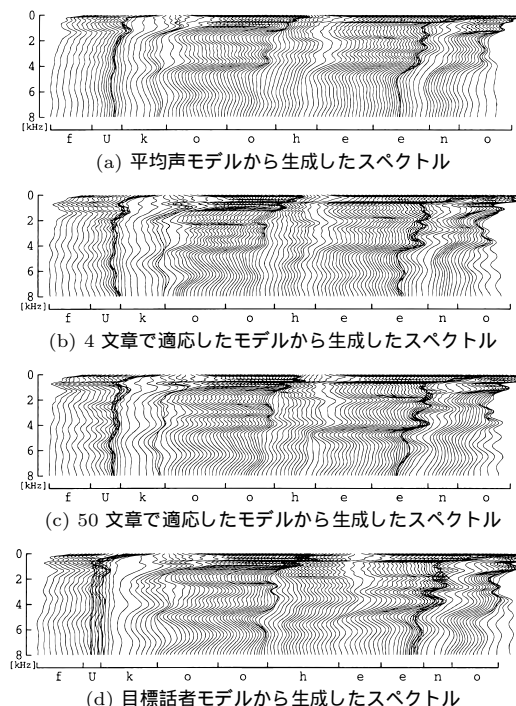 0
2
4
6
8
[kHz]
f U k o o h e e n o
(a) 平均声モデルから生成したスペクトル
0
2
4
6
8
[kHz]
f U k o o h e e n o
(b) 4 文章で適応したモデルから生成したスペクトル
0
2
4
6
8
[kHz]
f U k o o h e e n o
(c) 50 文章で適応したモデルから生成したスペクトル
0
2
4
6
8
[kHz]
f U k o o h e e n o
(d) 目標話者モデルから生成したスペクトル